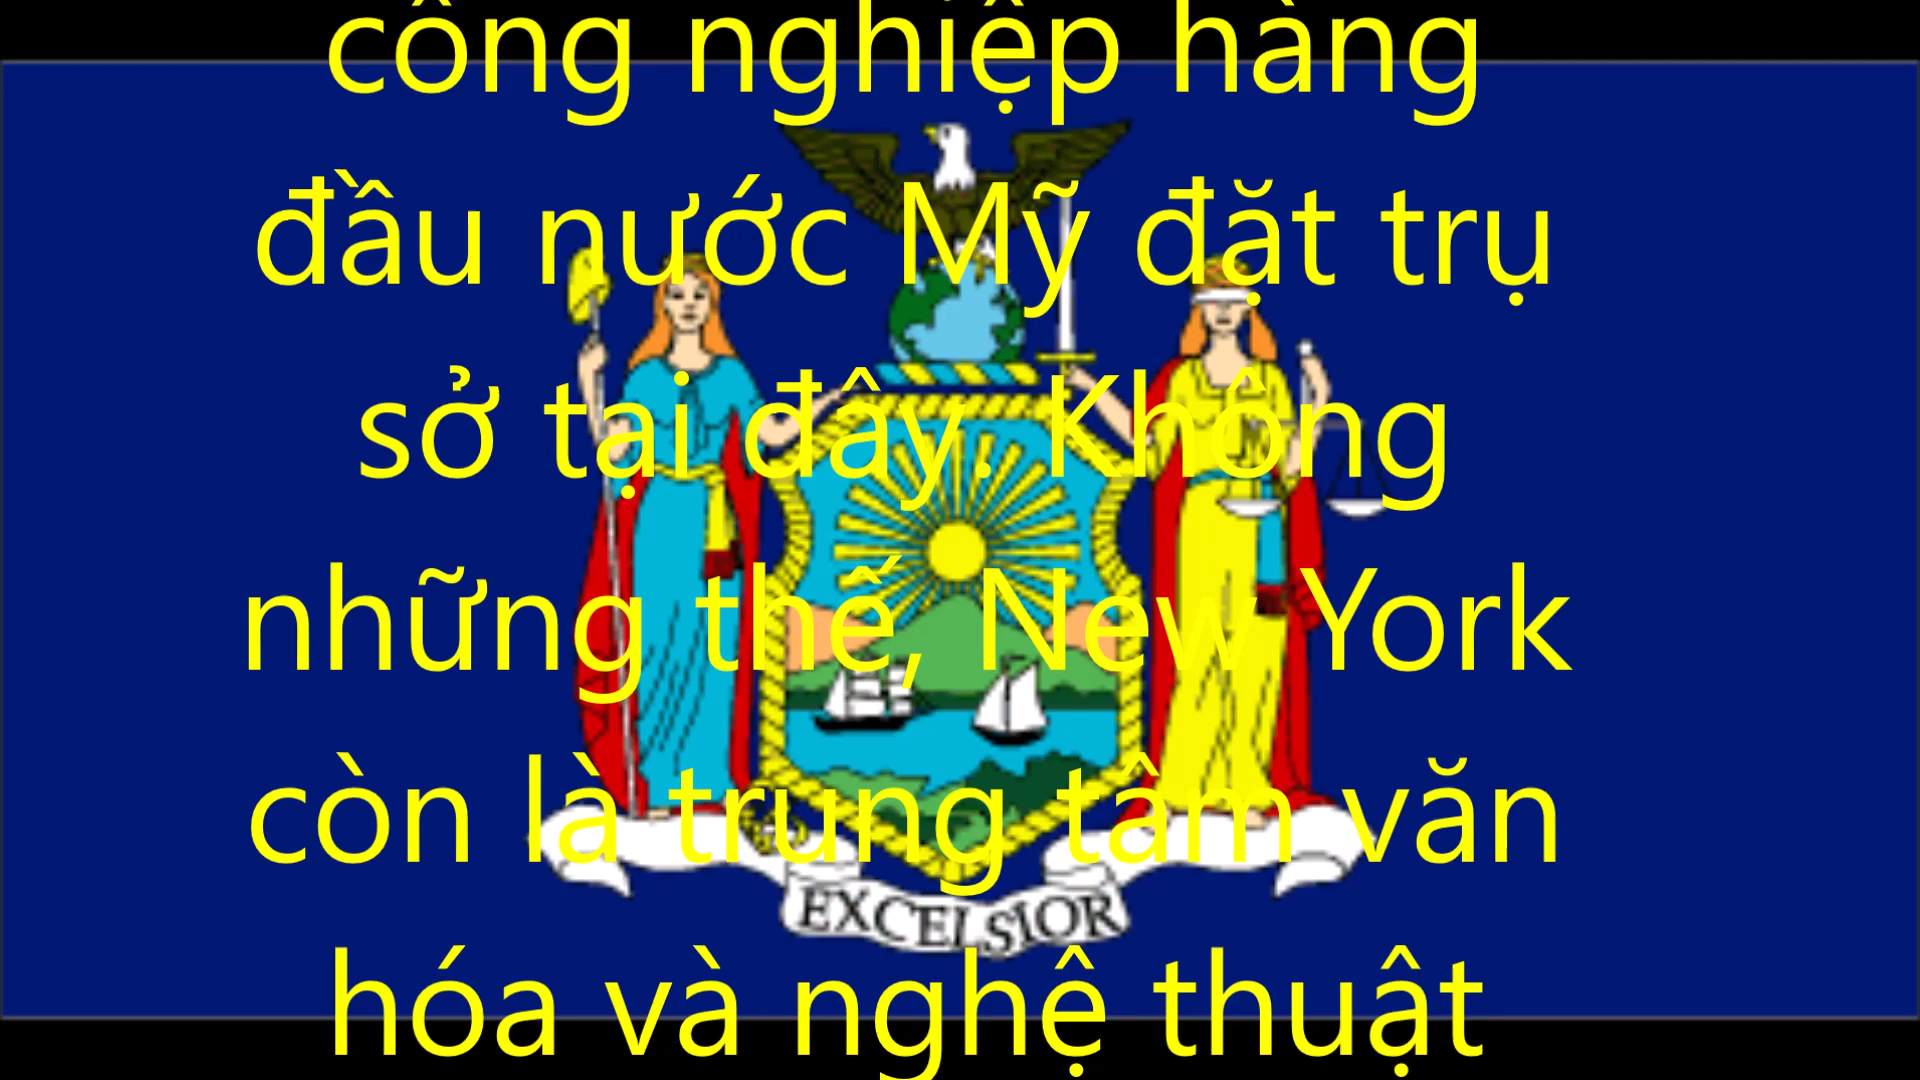 công nghiệp hàng
đầu nước Mỹ đặt trụ
sở tại đây. Không
những thế, New York
còn là trung tâm văn
EXCELSIOR
hóa và nghệ thuật